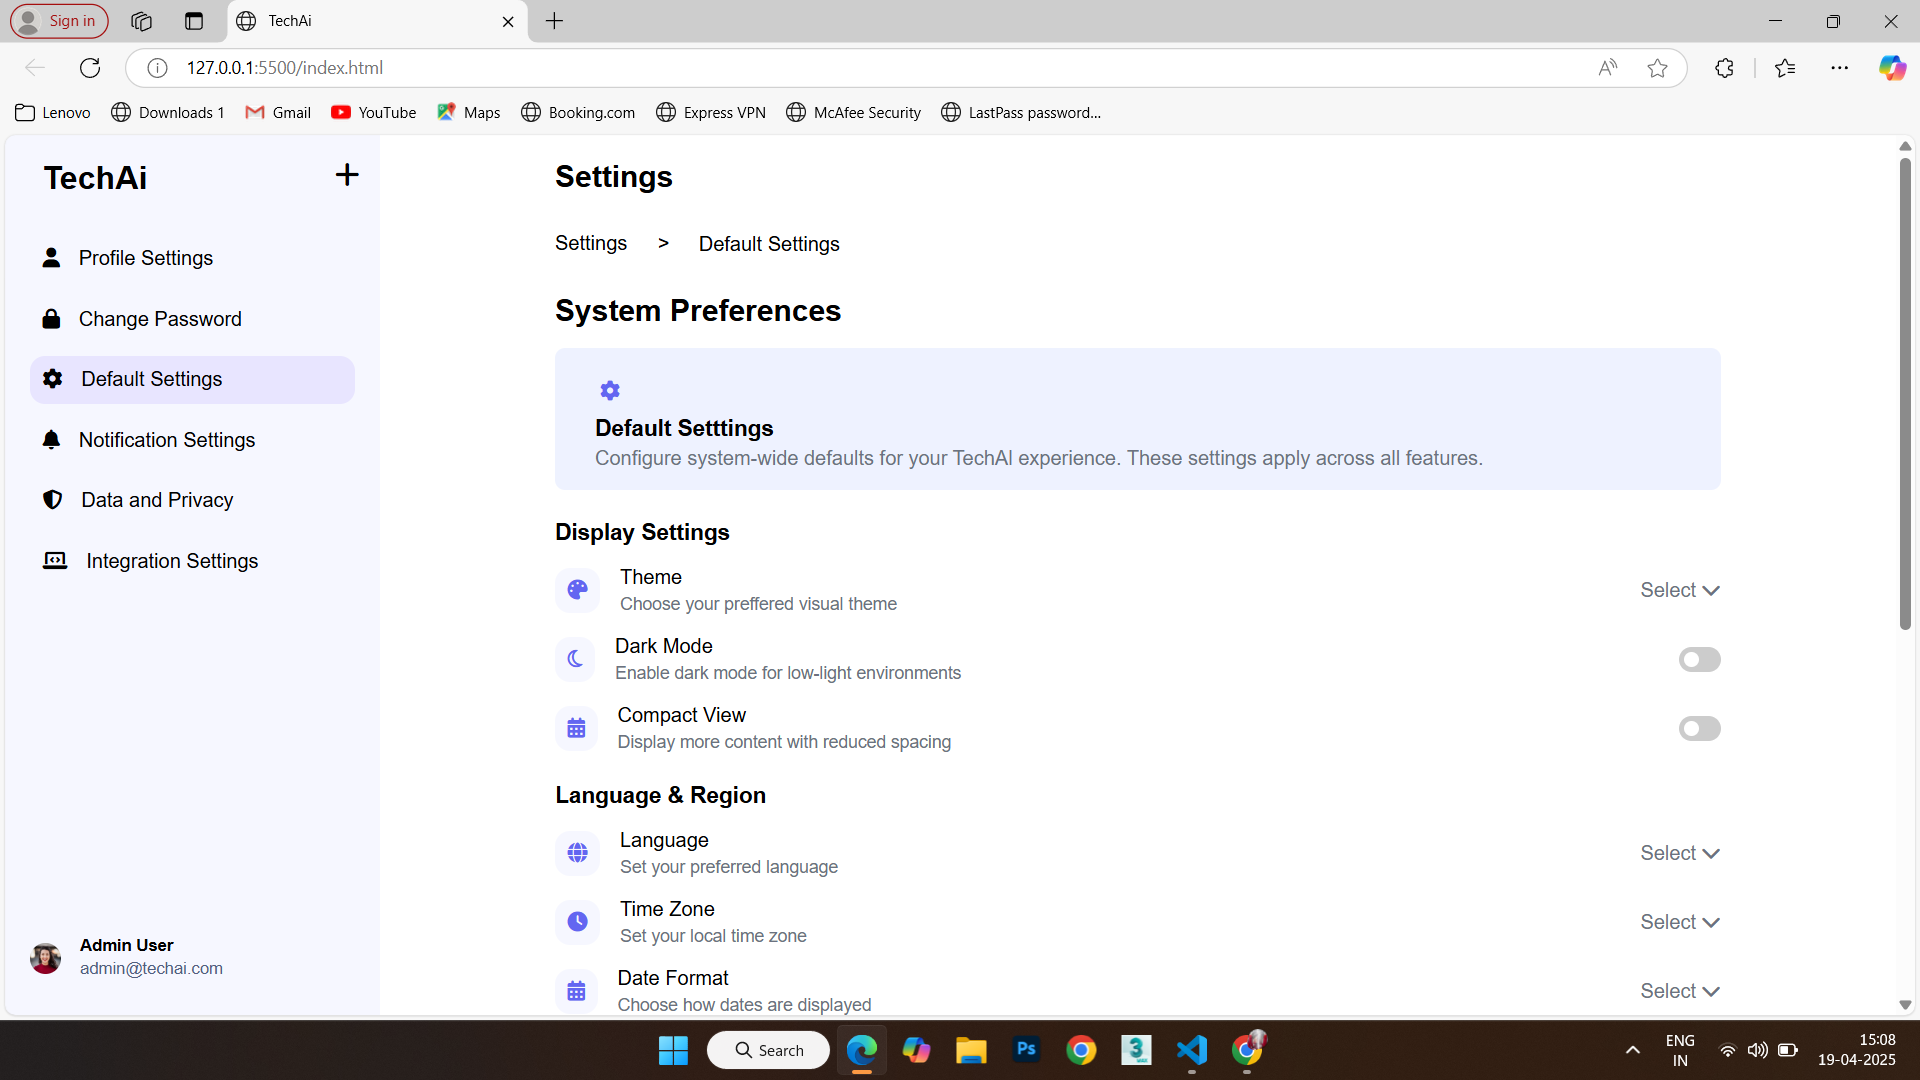 Sign in
TechAi
127.0.0.1:5500/index.html
Lenovo
Downloads 1
Gmail
YouTube
Maps
Booking.com
Express VPN
McAfee Security
LastPass password...
TechAi
Profile Settings
Change Password
Default Settings
Notification Settings
Data and Privacy
Integration Settings
Admin User
admin@techai.com
Settings
Settings > Default Settings
System Preferences
Default Setttings
Configure system-wide defaults for your TechAI experience. These settings apply across all features.
Display Settings
Theme
Choose your preffered visual theme
Select
Dark Mode
Enable dark mode for low-light environments
Compact View
Display more content with reduced spacing
Language & Region
Language
Set your preferred language
Select
Time Zone
Set your local time zone
Select
Date Format
Choose how dates are displayed
Select
Search
Ps
3
ENG
IN
15:08
19-04-2025